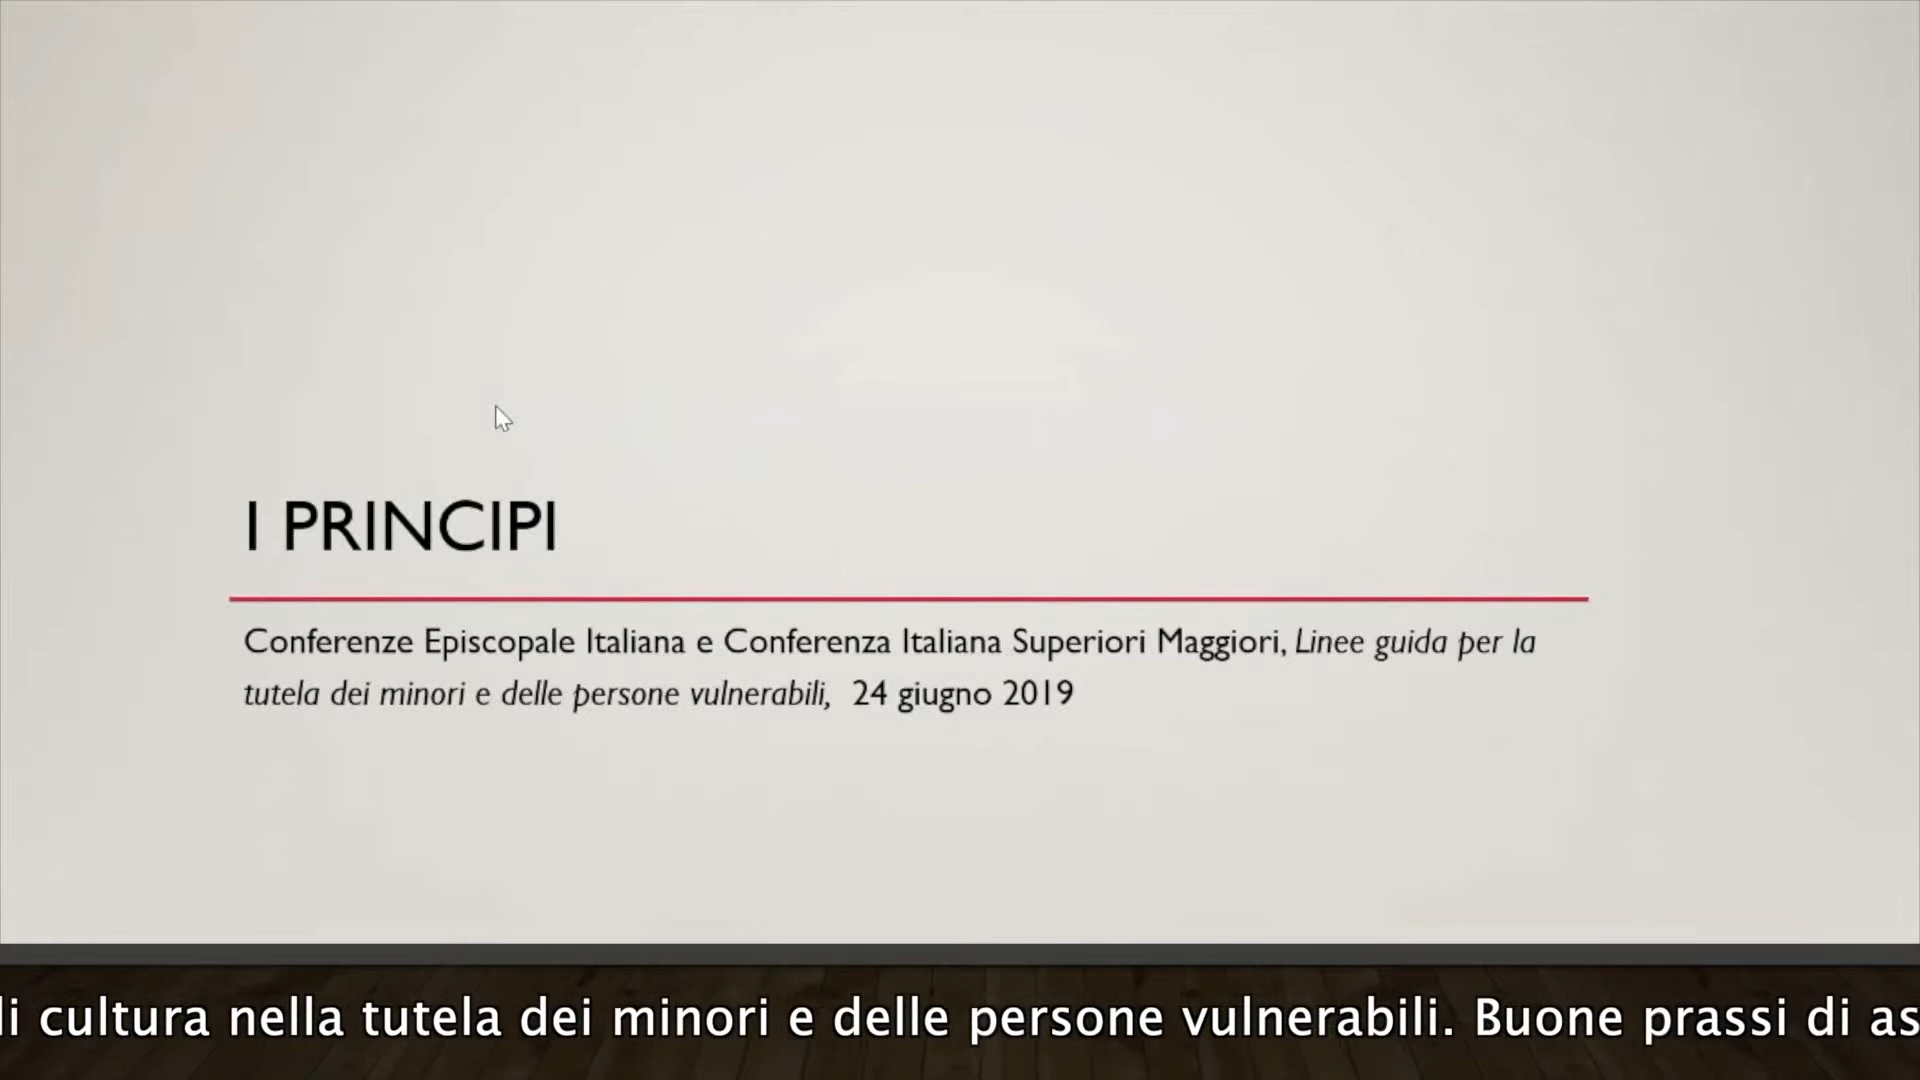 I PRINCIPI
Conferenze Episcopale Italiana e Conferenza Italiana Superiori Maggiori, Linee guida per la
tutela dei minori e delle persone vulnerabili, 24 giugno 2019
cultura nella tutela dei minori e delle persone vulnerabili. Buone prassi di